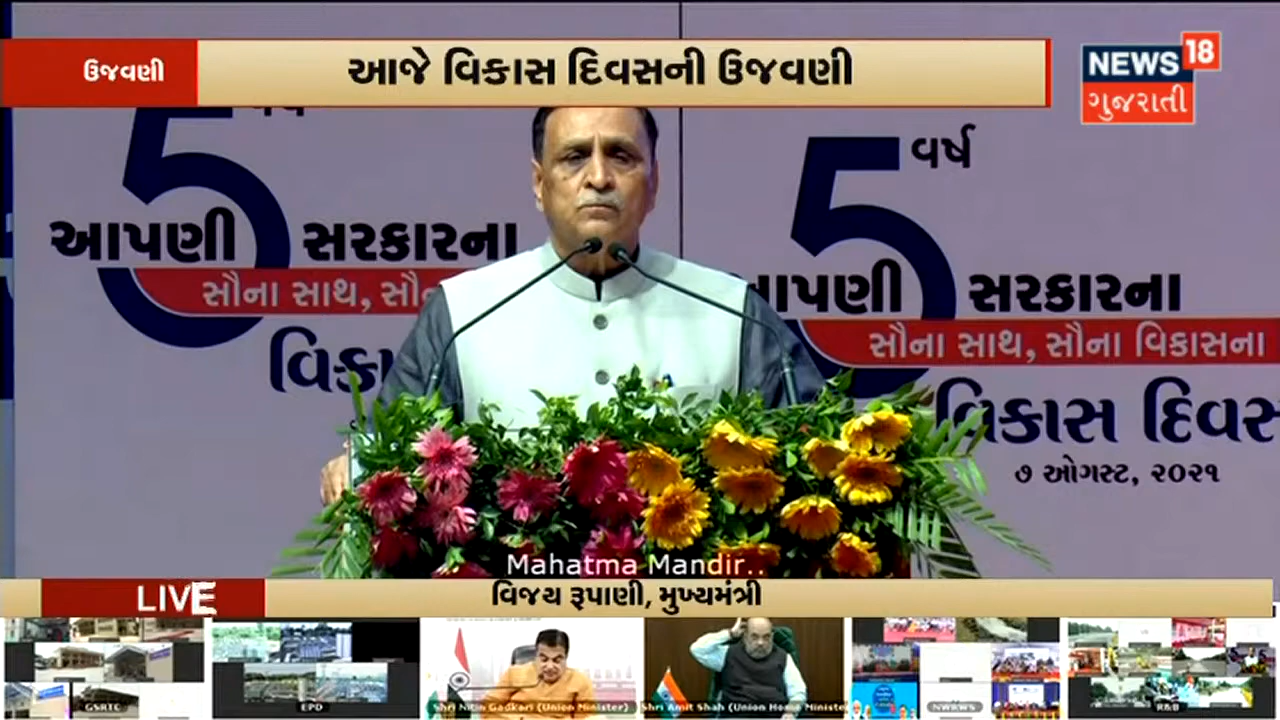 ઉજવણી
આજે વિકાસ દિવસની ઉજવણી
NEWS 18
ગુજરાતી
5
આપણી સરકારના
સૌના સાથ,
5 વર્ષ
સરકારના
સૌના સાથ, સૌના વિકાસના
વિકાસ દિવસ
૭ ઓગસ્ટ, ૨૦૨૧
Mahatma Mandir..
LIVE
વિજય રૂપાણી, મુખ્યમંત્રી
GSRTC
EPD
Shri Nitin Gadkari (Union Minister)
Shri Amit Shah (Union Home Ministe
NWRWS
R&B